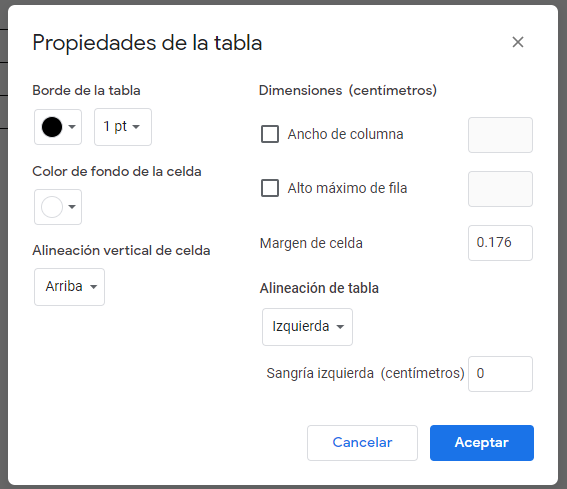 Propiedades de la tabla
Borde de la tabla
1 pt
Color de fondo de la celda
Alineación vertical de celda
Arriba
Dimensiones (centímetros)
Ancho de columna
Alto máximo de fila
Margen de celda
0.176
Alineación de tabla
Izquierda
Sangría izquierda (centímetros)
0
Cancelar
Aceptar